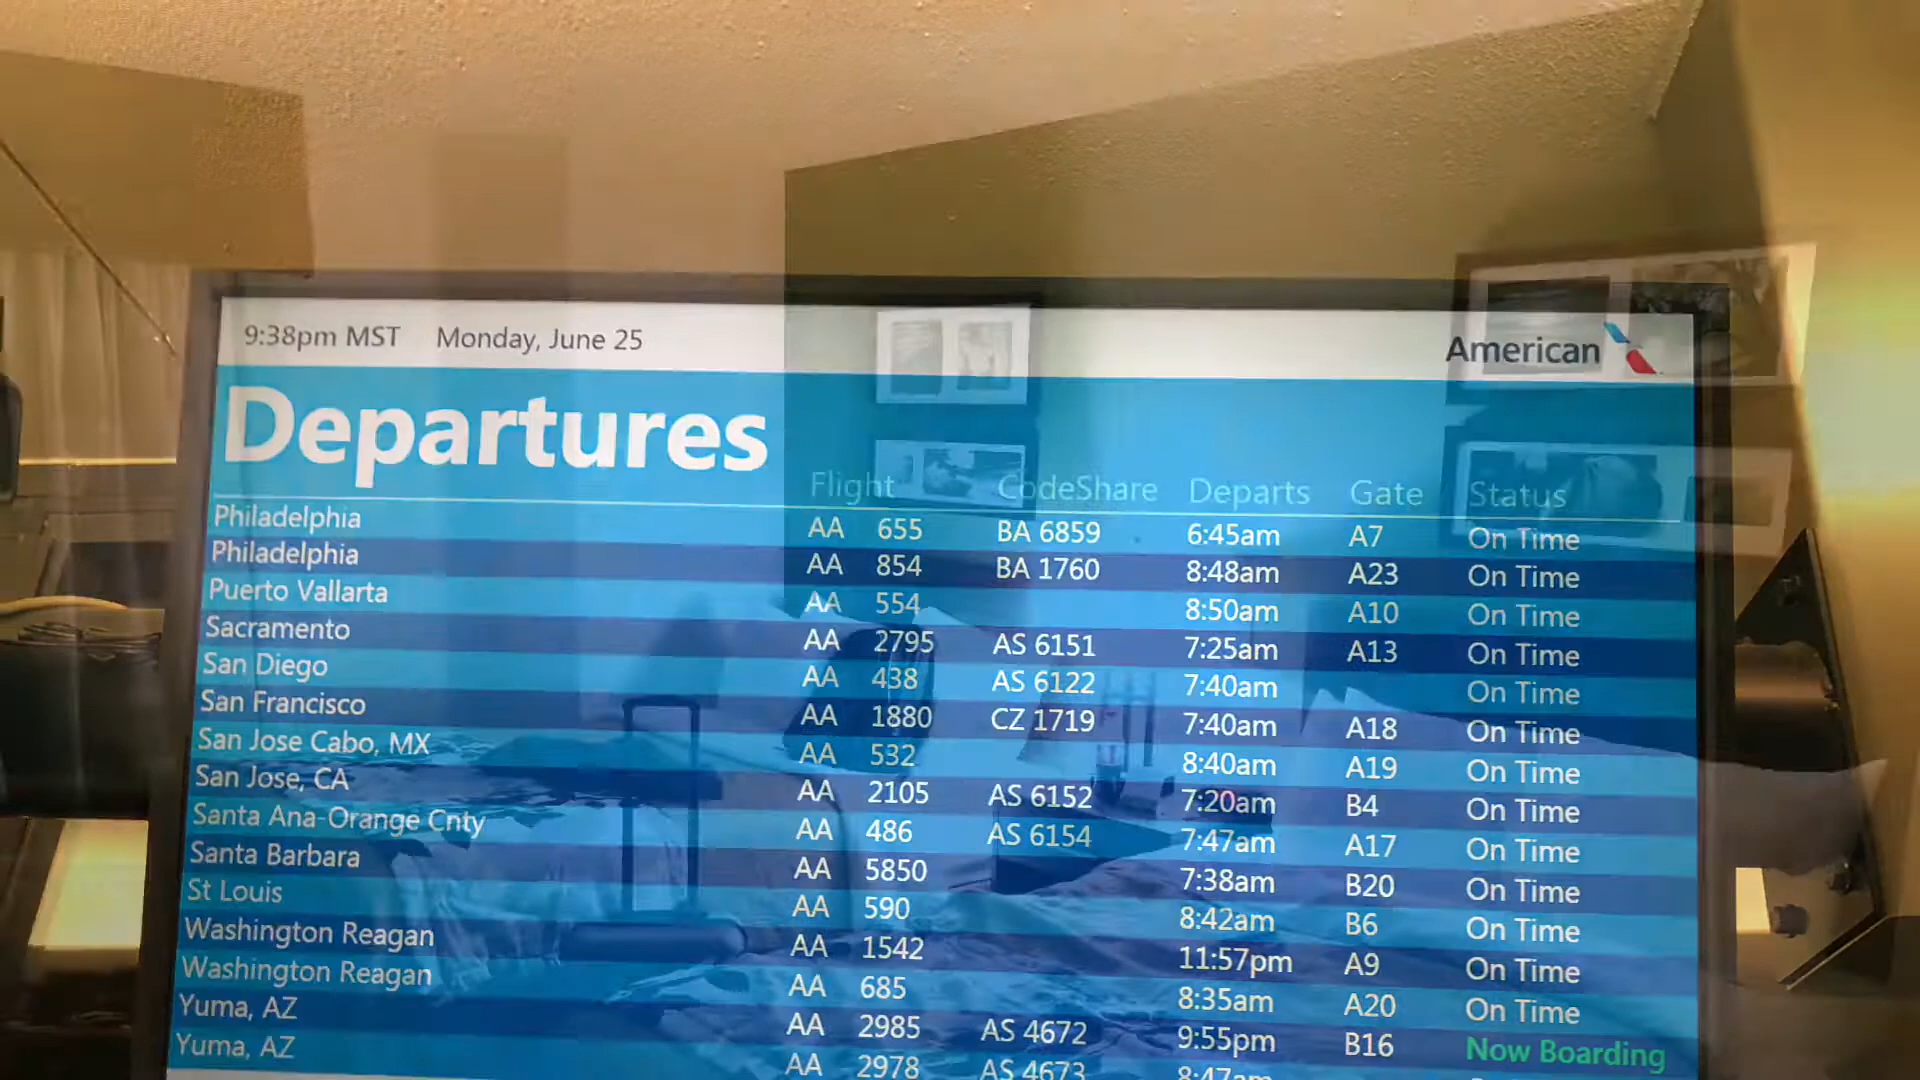 9:38pm MST Monday, June 25 American
Departures
Flight CodeShare Departs Gate Status
Philadelphia AA 655 BA 6859 6:45am A7 On Time
Philadelphia AA 854 BA 1760 8:48am A23 On Time
Puerto Vallarta AA 554 8:50am A10 On Time
Sacramento AA 2795 AS 6151 7:25am A13 On Time
San Diego AA 438 AS 6122 7:40am On Time
San Francisco AA 1880 CZ 1719 7:40am A18 On Time
San Jose Cabo, MX AA 532 8:40am A19 On Time
San Jose, CA AA 2105 AS 6152 7:20am B4 On Time
Santa Ana-Orange Cnty AA 486 AS 6154 7:47am A17 On Time
Santa Barbara AA 5850 7:38am B20 On Time
St Louis AA 590 8:42am B6 On Time
Washington Reagan AA 1542 11:57pm A9 On Time
Washington Reagan AA 685 8:35am A20 On Time
Yuma, AZ AA 2985 AS 4672 9:55pm B16 Now Boarding
Yuma, AZ AA 2978 AS 4673 8:47am